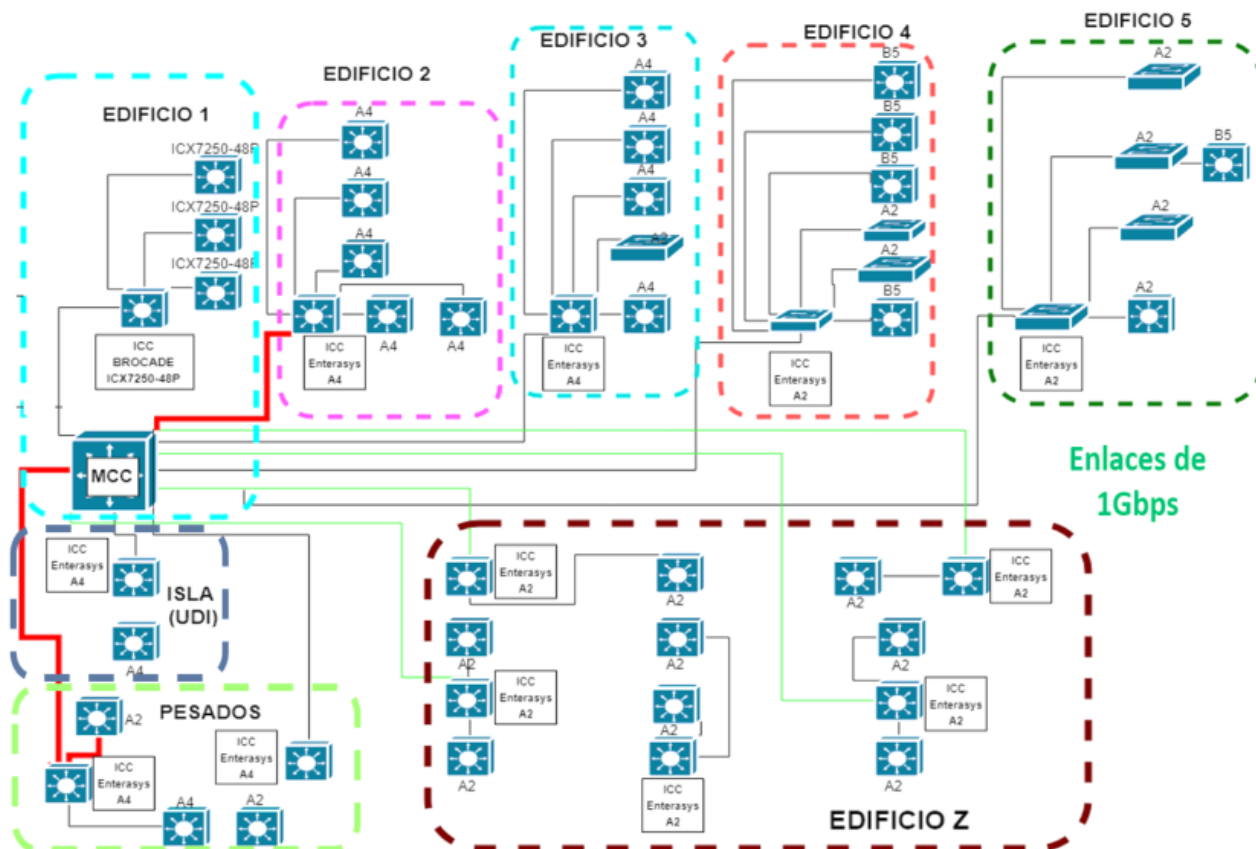 EDIFICIO 1
ICX7250-48P
ICX7250-48P
ICX7250-48P
ICC
BROCADE
ICX7250-48P
MCC
EDIFICIO 2
A4
A4
A4
A4
A4
ICC
Enterasys
A4
EDIFICIO 3
A4
A4
A4
A2
A4
ICC
Enterasys
A4
EDIFICIO 4
B5
B5
B5
A2
A2
B5
ICC
Enterasys
A2
EDIFICIO 5
A2
A2
B5
A2
A2
ICC
Enterasys
A2
Enlaces de
1Gbps
ICC
Enterasys
A4
ISLA
(UDI)
A4
PESADOS
A2
ICC
Enterasys
A4
ICC
Enterasys
A4
A4
A2
ICC
Enterasys
A2
A2
A2
ICC
Enterasys
A2
A2
A2
A2
ICC
Enterasys
A2
A2
A2
ICC
Enterasys
A2
A2
ICC
Enterasys
A2
A2
EDIFICIO Z